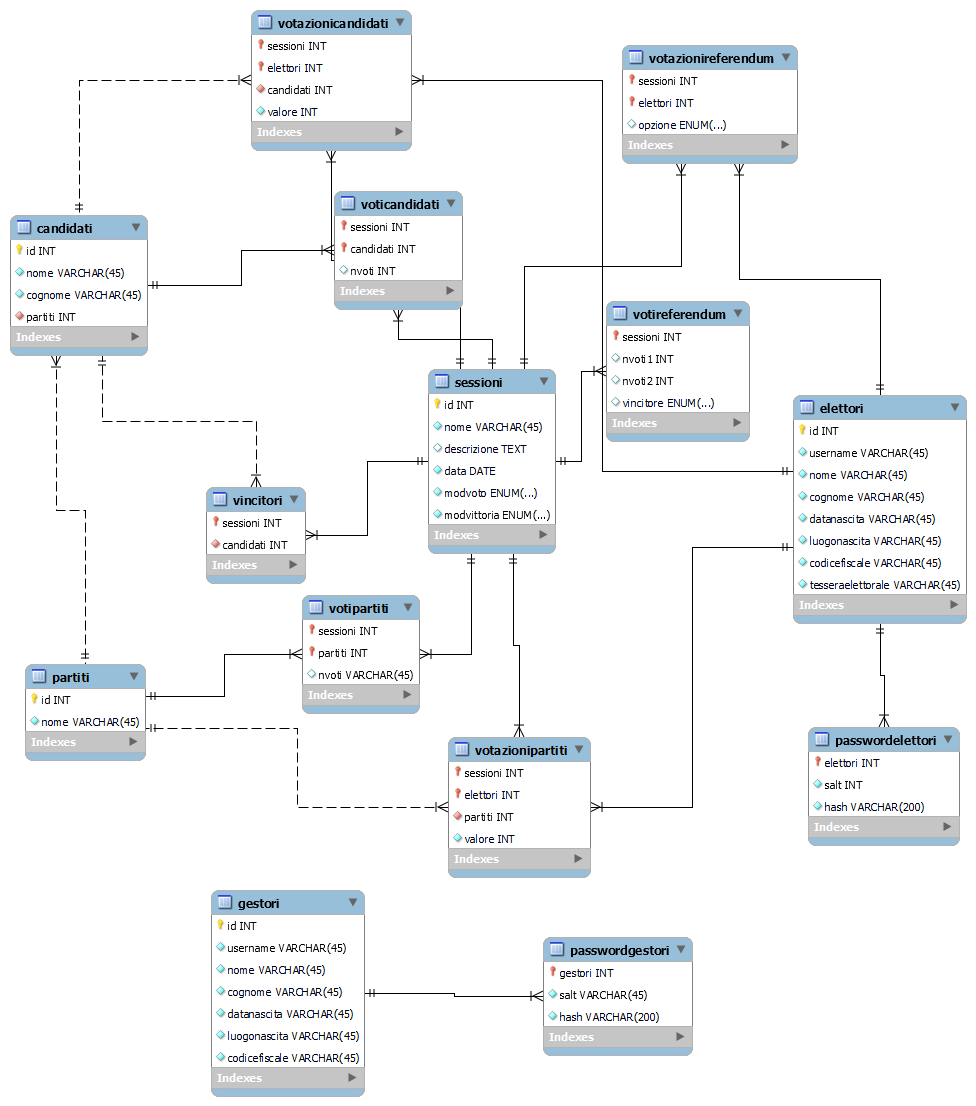 votazionicandidati
sessioni INT
elettori INT
candidati INT
valore INT
Indexes
votazionireferendum
sessioni INT
elettori INT
opzione ENUM(...)
Indexes
voticandidati
sessioni INT
candidati INT
nvoti INT
Indexes
candidati
id INT
nome VARCHAR(45)
cognome VARCHAR(45)
partiti INT
Indexes
votireferendum
sessioni INT
nvoti1 INT
nvoti2 INT
vincitore ENUM(...)
Indexes
sessioni
id INT
nome VARCHAR(45)
descrizione TEXT
data DATE
modvoto ENUM(...)
modvittoria ENUM(...)
Indexes
elettori
id INT
username VARCHAR(45)
nome VARCHAR(45)
cognome VARCHAR(45)
datanascita VARCHAR(45)
luogonascita VARCHAR(45)
codicefiscale VARCHAR(45)
tesseraelettorale VARCHAR(45)
Indexes
vincitori
sessioni INT
candidati INT
Indexes
votipartiti
sessioni INT
partiti INT
nvoti VARCHAR(45)
Indexes
partiti
id INT
nome VARCHAR(45)
Indexes
votazionipartiti
sessioni INT
elettori INT
partiti INT
valore INT
Indexes
passwordelettori
elettori INT
salt INT
hash VARCHAR(200)
Indexes
gestori
id INT
username VARCHAR(45)
nome VARCHAR(45)
cognome VARCHAR(45)
datanascita VARCHAR(45)
luogonascita VARCHAR(45)
codicefiscale VARCHAR(45)
Indexes
passwordgestori
gestori INT
salt VARCHAR(45)
hash VARCHAR(200)
Indexes